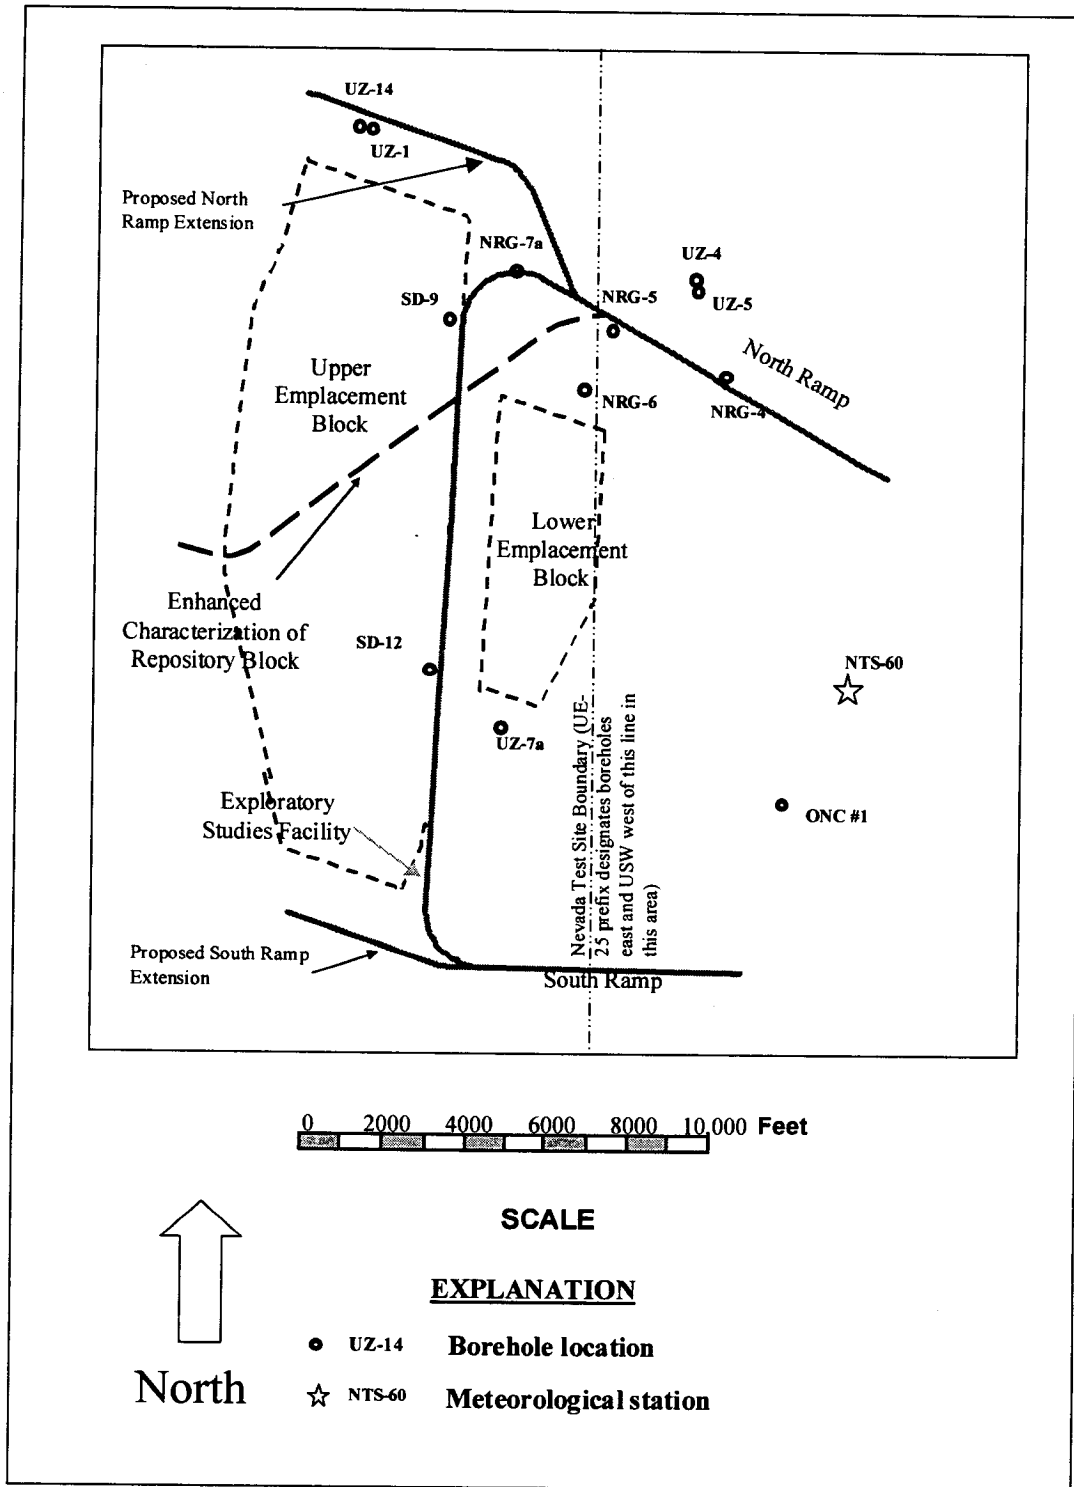 UZ-14
UZ-1
Proposed North
Ramp Extension
NRG-7a
UZ-4
UZ-5
SD-9
NRG-5
North Ramp
Upper
Emplacement
Block
NRG-6
NRG-4
Lower
Emplacement
Block
Enhanced
Characterization of
Repository Block
SD-12
NTS-60
UZ-7a
Nevada Test Site Boundary (UE-
25 prefix designates boreholes
east and USW west of this line in
this area)
Exploratory
Studies Facility
ONC #1
Proposed South Ramp
Extension
South Ramp
0 2000 4000 6000 8000 10,000 Feet
SCALE
EXPLANATION
UZ-14 Borehole location
North
NTS-60 Meteorological station